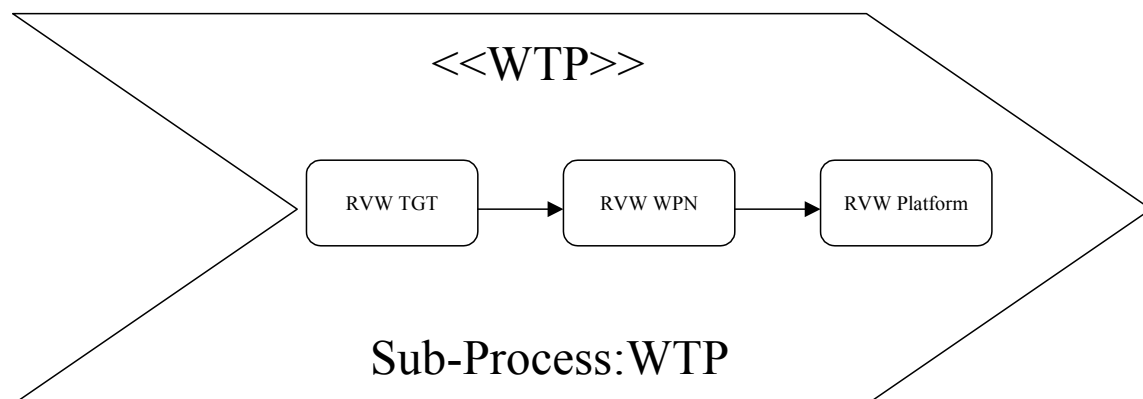 <<WTP>>
RVW TGT
RVW WPN
RVW Platform
Sub-Process:WTP